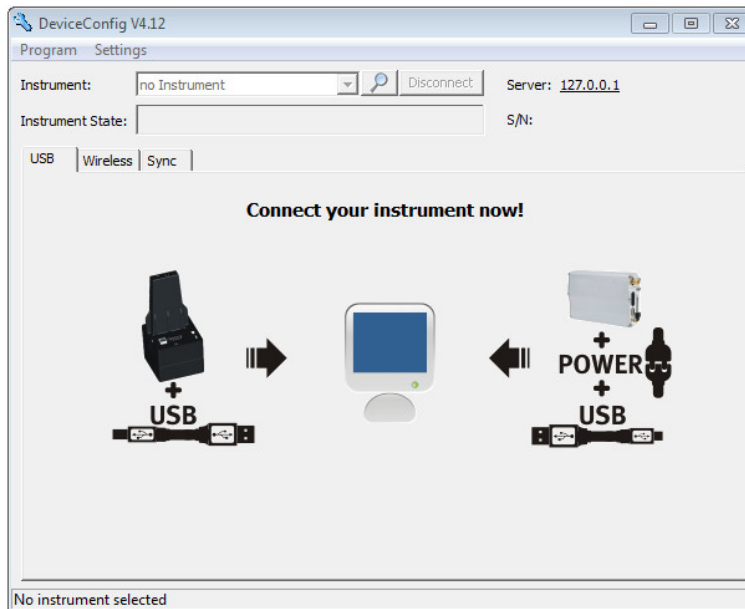 DeviceConfig V4.12
Program Settings
Instrument: no Instrument Disconnect Server: 127.0.0.1
Instrument State: S/N:
USB Wireless Sync
Connect your instrument now!
+
POWER
+ +
USB USB
No instrument selected